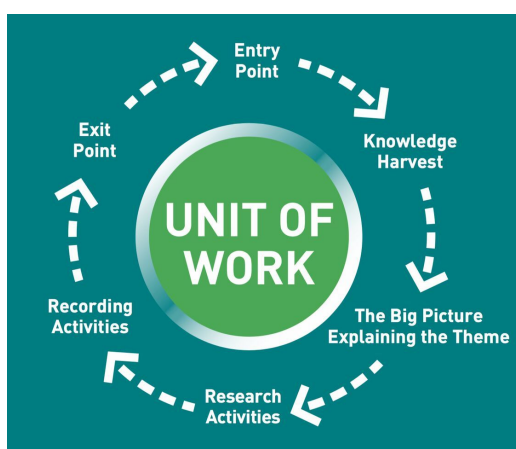 Entry
Point
Knowledge
Harvest
The Big Picture
Explaining the Theme
Research
Activities
Recording
Activities
Exit
Point
UNIT OF
WORK